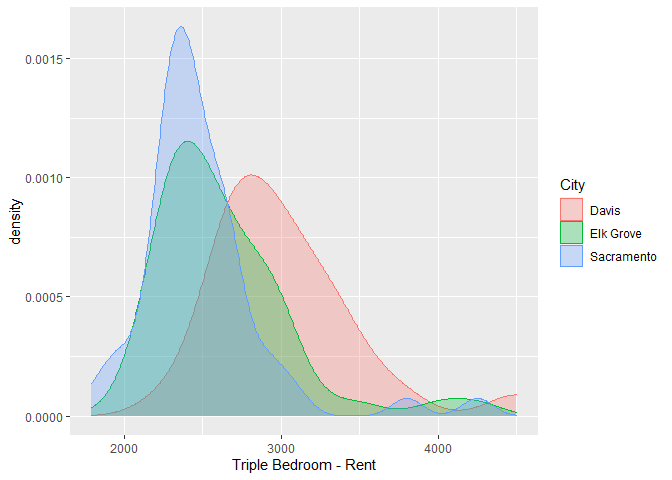 0.0015
0.0010
0.0005
0.0000
density
2000 3000 4000
Triple Bedroom - Rent
City
Davis
Elk Grove
Sacramento